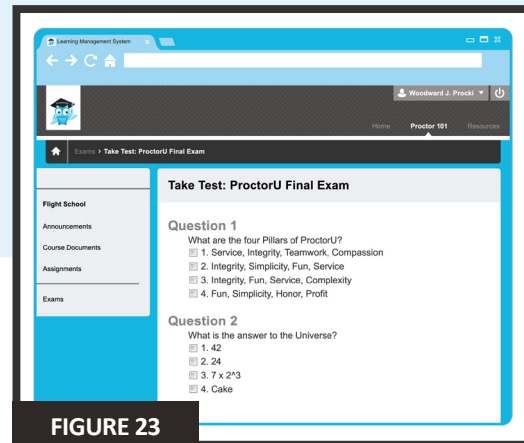 Learning Management System
Woodward J. Procki
Home Proctor 101 Resources
Exams › Take Test: ProctorU Final Exam
Take Test: ProctorU Final Exam
Flight School
Announcements
Course Documents
Assignments
Exams
Question 1
What are the four Pillars of ProctorU?
1. Service, Integrity, Teamwork, Compassion
2. Integrity, Simplicity, Fun, Service
3. Integrity, Fun, Service, Complexity
4. Fun, Simplicity, Honor, Profit
Question 2
What is the answer to the Universe?
1. 42
2. 24
3. 7 x 2^3
4. Cake
FIGURE 23